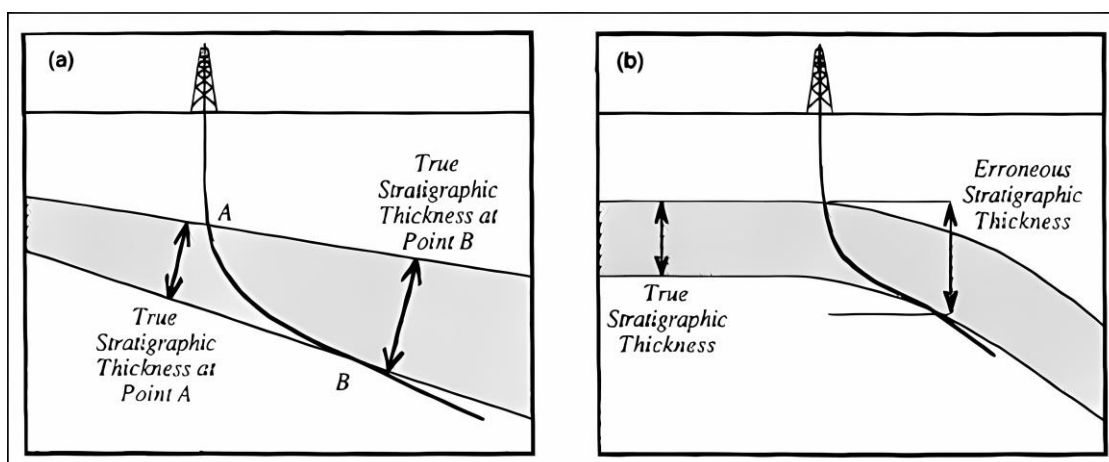 (a)
True
Stratigraphic
Thickness at
Point B
A
True
Stratigraphic
Thickness at
Point A
B
(b)
Erroneous
Stratigraphic
Thickness
True
Stratigraphic
Thickness